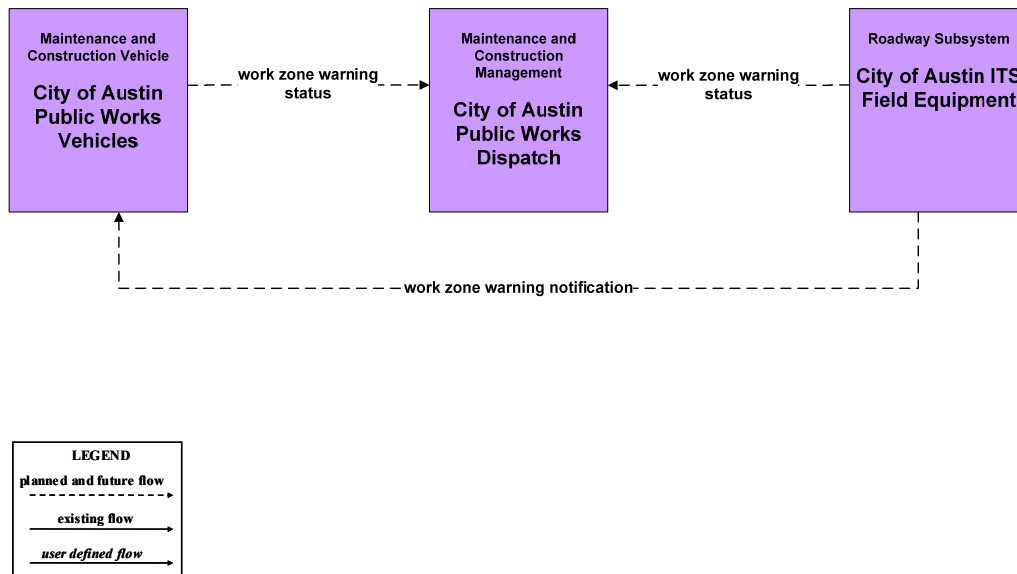 Maintenance and
Construction Vehicle
City of Austin
Public Works
Vehicles
work zone warning
status
Maintenance and
Construction
Management
City of Austin
Public Works
Dispatch
work zone warning
status
Roadway Subsystem
City of Austin ITS
Field Equipment
work zone warning notification
LEGEND
planned and future flow
existing flow
user defined flow